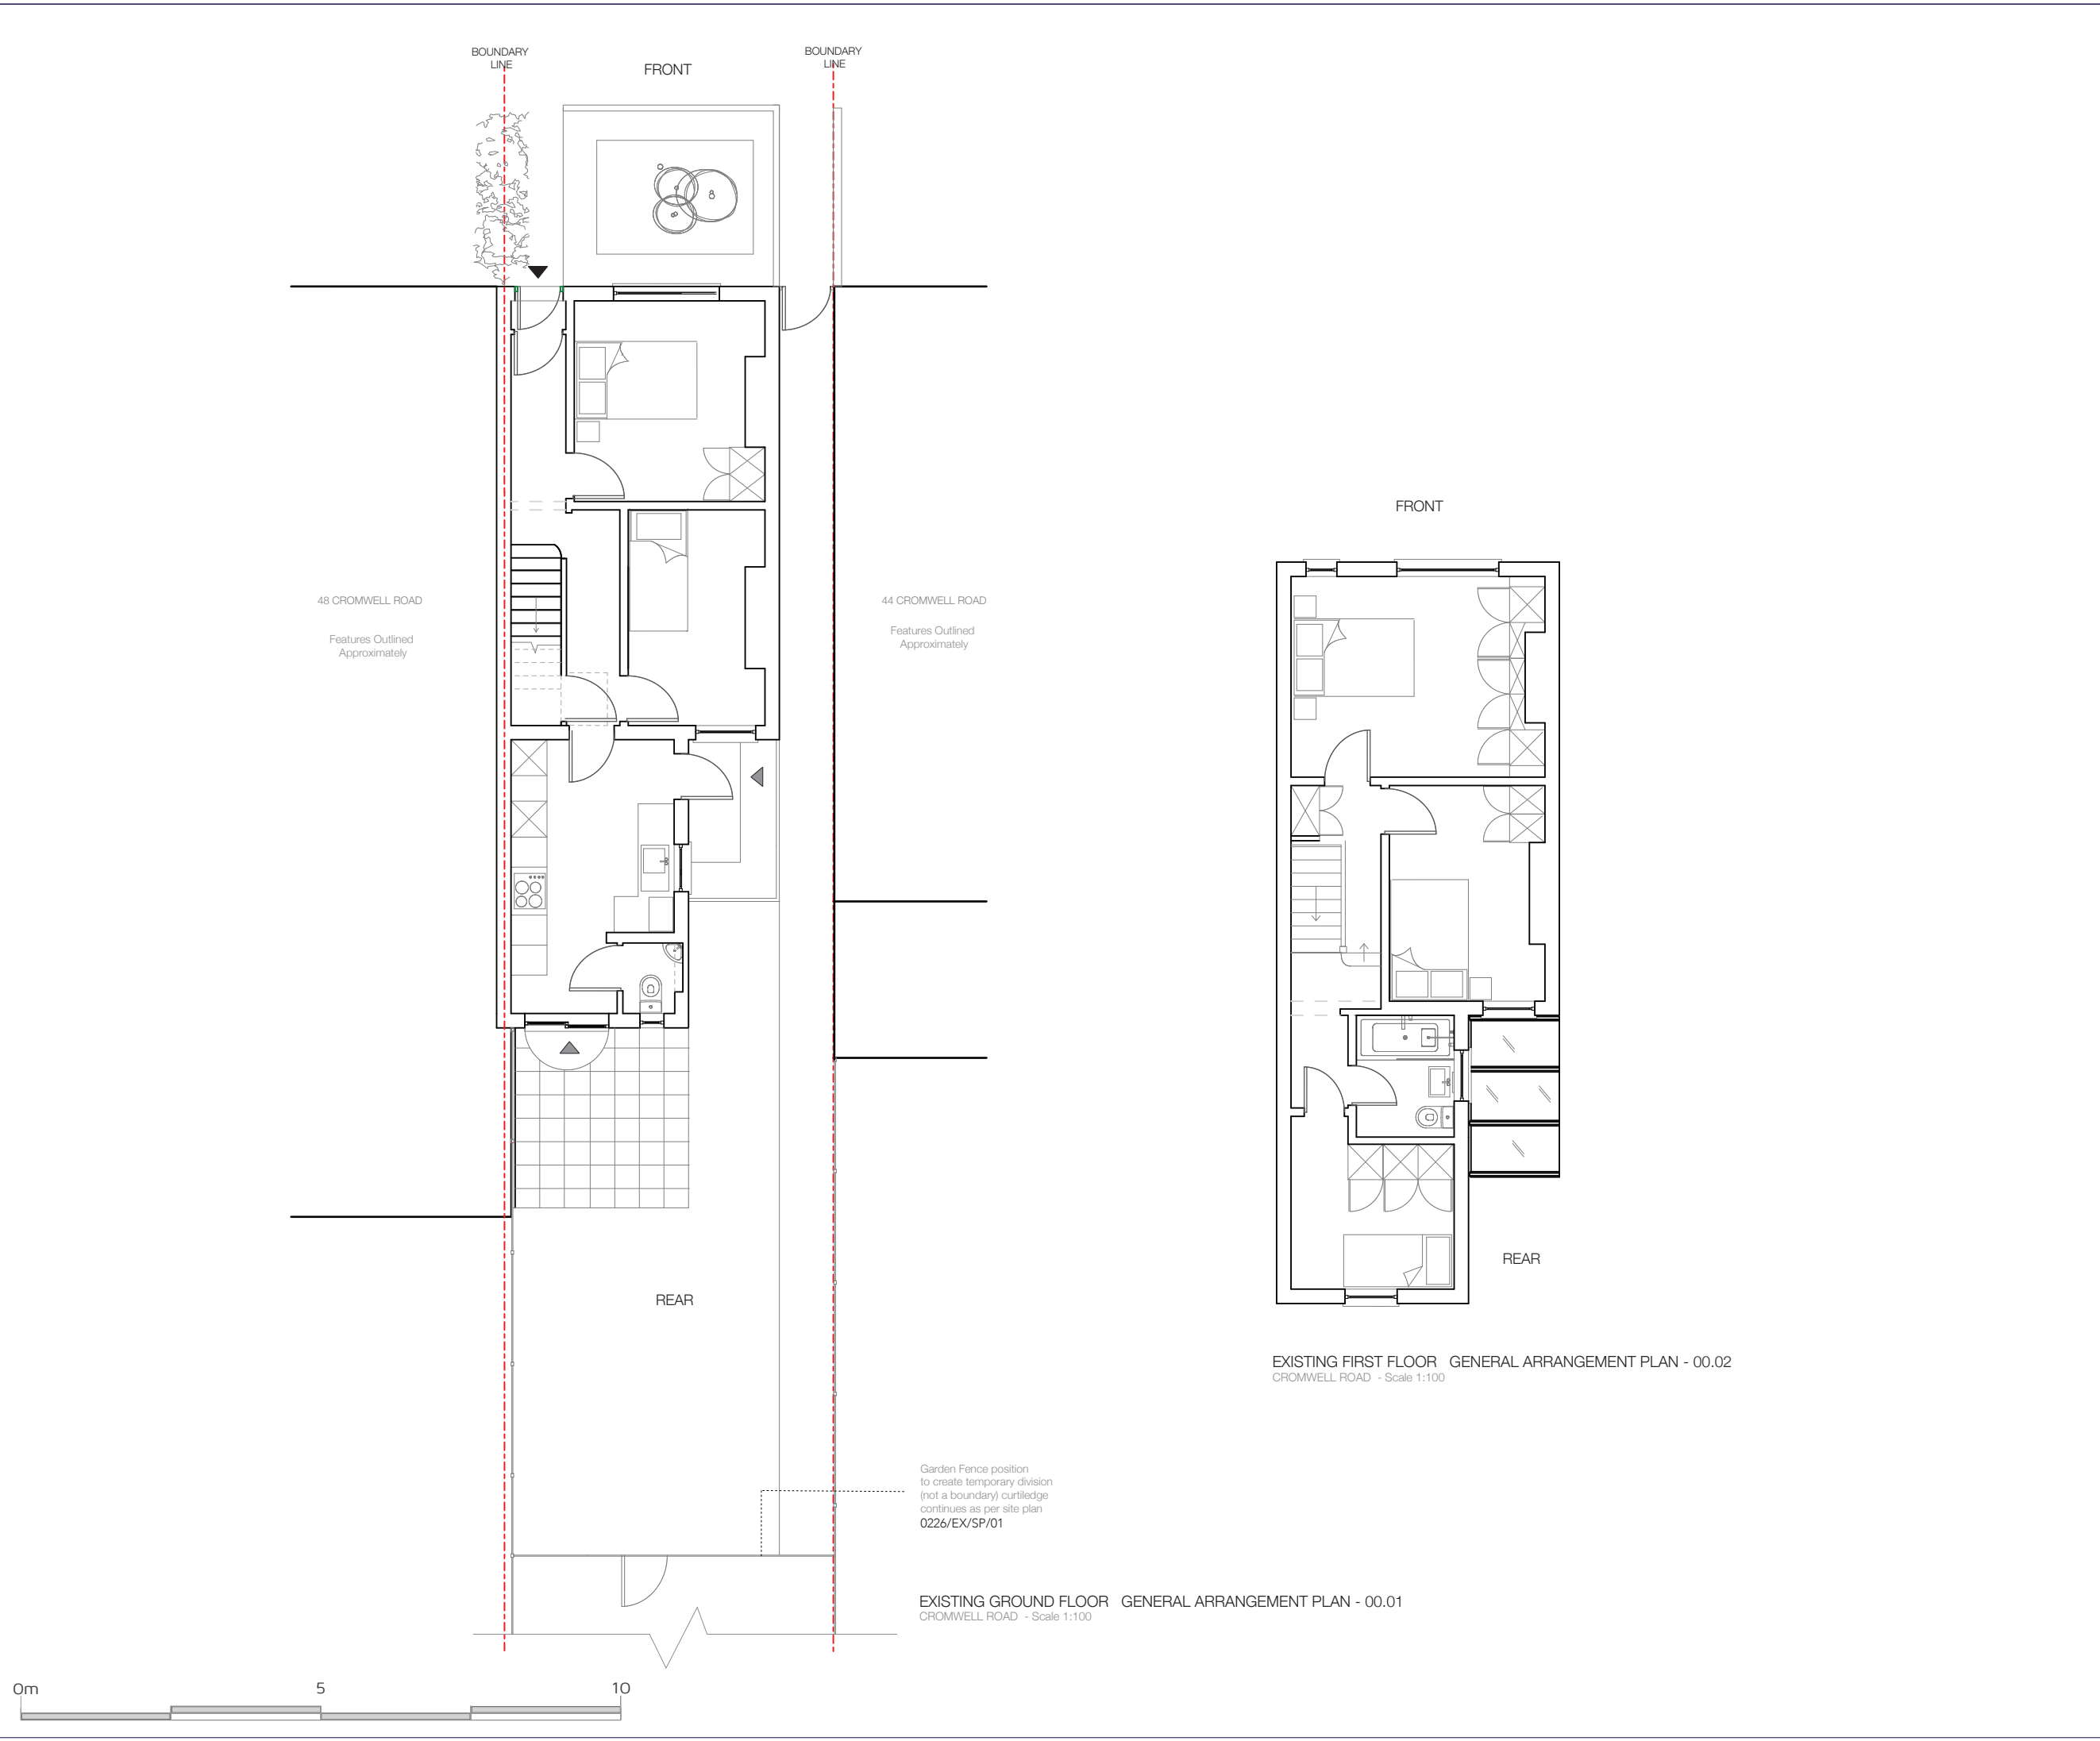 BOUNDARY
LINE
FRONT
BOUNDARY
LINE
48 CROMWELL ROAD
Features Outlined
Approximately
44 CROMWELL ROAD
Features Outlined
Approximately
REAR
Garden Fence position
to create temporary division
(not a boundary) curtiledge
continues as per site plan
0226/EX/SP/01
EXISTING GROUND FLOOR GENERAL ARRANGEMENT PLAN - 00.01
CROMWELL ROAD - Scale 1:100
FRONT
REAR
EXISTING FIRST FLOOR GENERAL ARRANGEMENT PLAN - 00.02
CROMWELL ROAD - Scale 1:100
0m 5 10